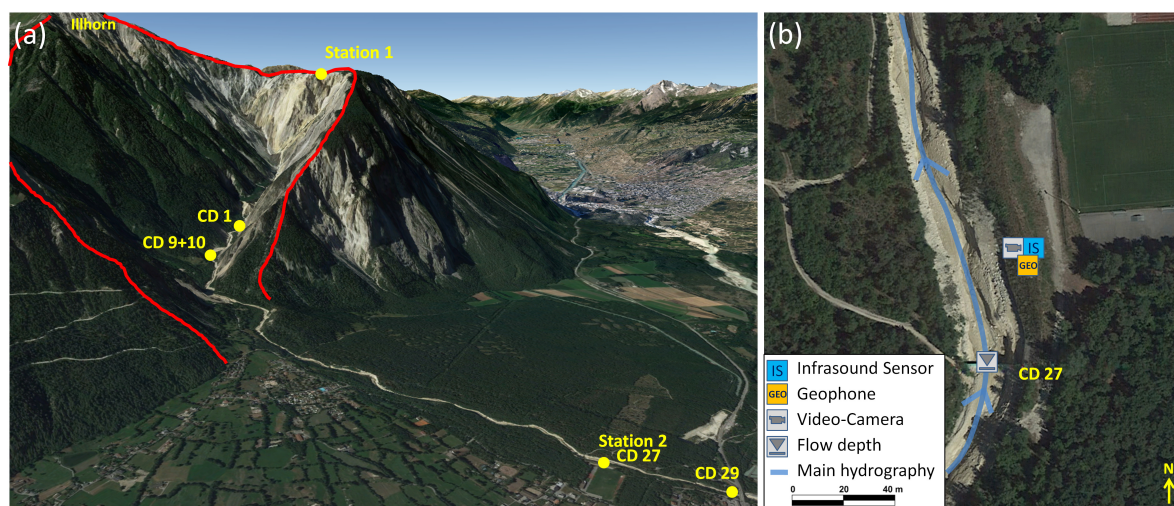 (a)
Illhorn
Station 1
CD 1
CD 9+10
Station 2
CD 27
CD 29
(b)
IS
GEO
CD 27
IS Infrasound Sensor
GEO Geophone
Video-Camera
Flow depth
Main hydrography
0 20 40 m
N